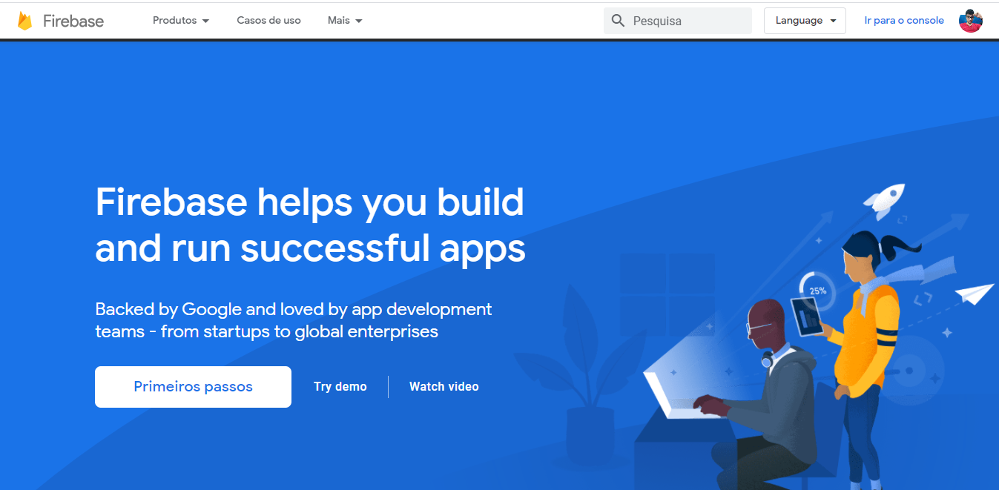 Firebase
Produtos
Casos de uso
Mais
Pesquisa
Language
Ir para o console
Firebase helps you build
and run successful apps
Backed by Google and loved by app development
teams - from startups to global enterprises
Primeiros passos
Try demo
Watch video
25%